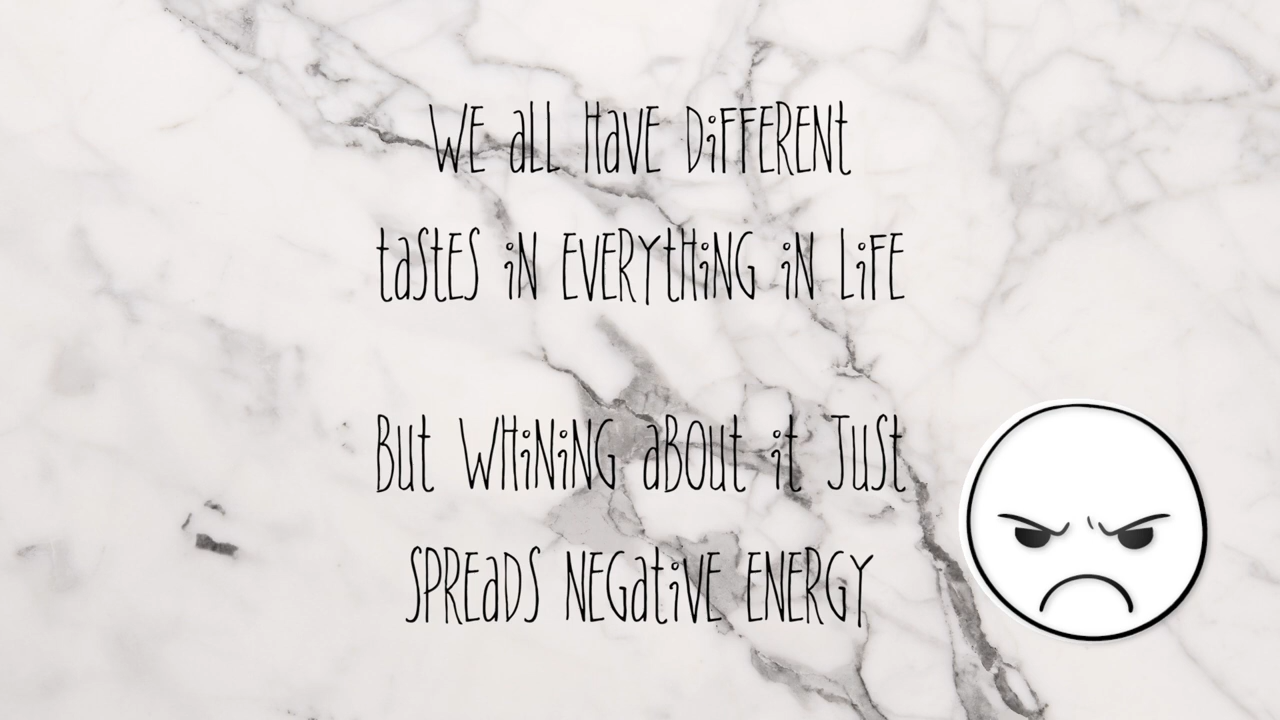 WE aLL HaVE DiFFERENt
taStES iN EVERYtHiNG iN LiFE
But WHiNiNG aBOut it JuSt
SPREaDS NEGatiVE ENERGY